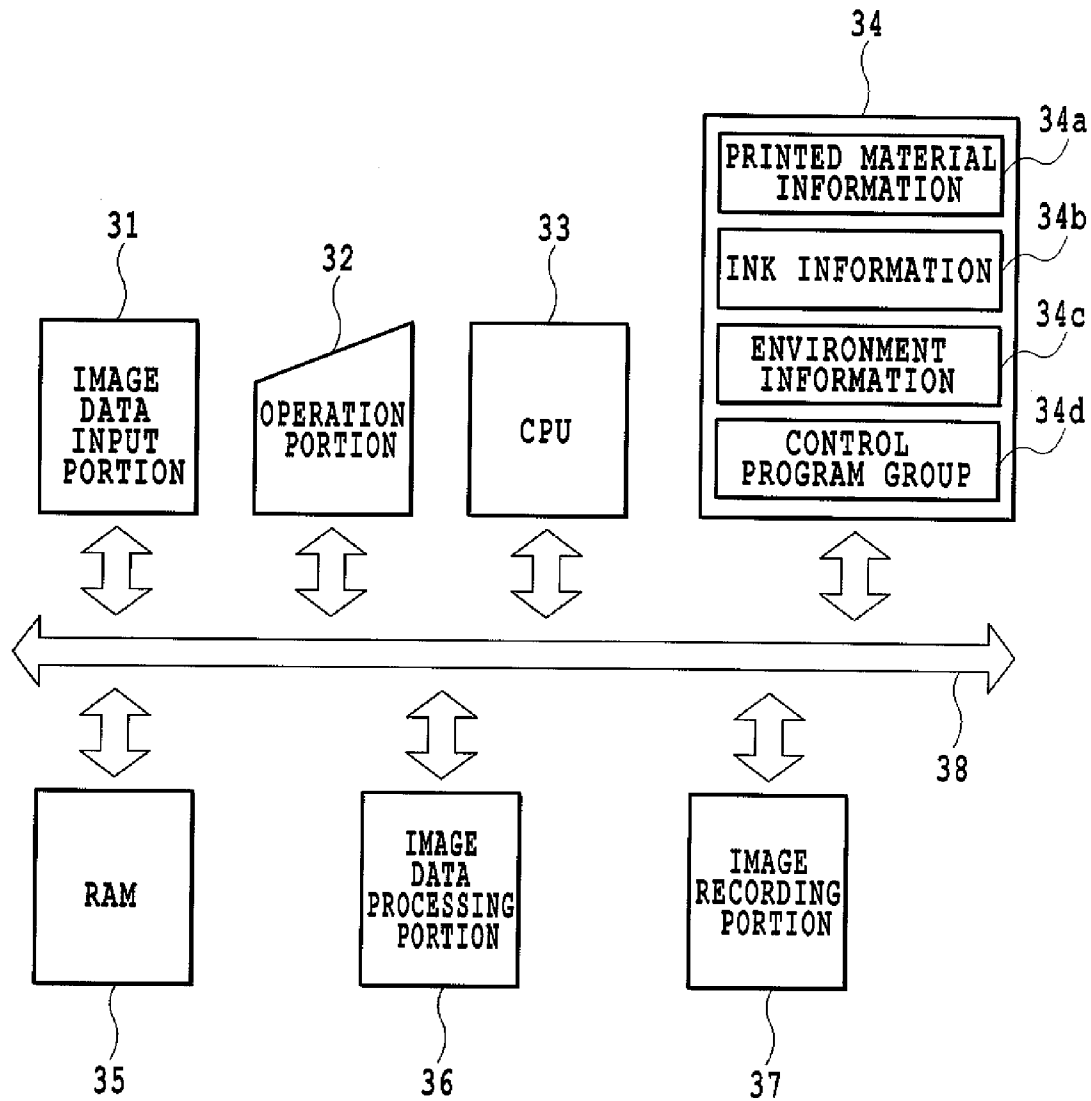 34
34a
PRINTED MATERIAL
INFORMATION
34b
31
33
32
INK INFORMATION
34c
ENVIRONMENT
INFORMATION
IMAGE
DATA
INPUT
PORTION
OPERATION
PORTION
CPU
34d
CONTROL
PROGRAM GROUP
38
RAM
IMAGE
DATA
PROCESSING
PORTION
IMAGE
RECORDING
PORTION
35
36
37